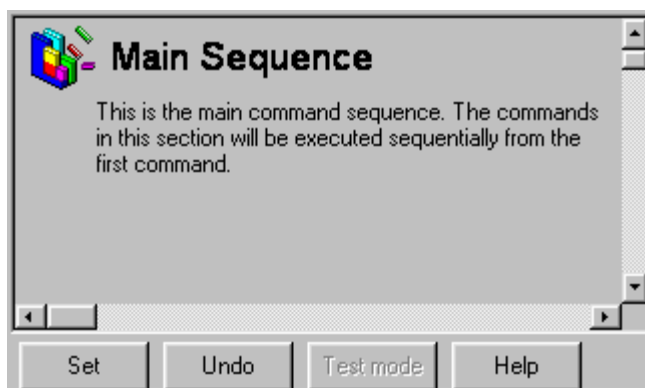 Main Sequence
This is the main command sequence. The commands
in this section will be executed sequentially from the
first command.
Set Undo Test mode Help